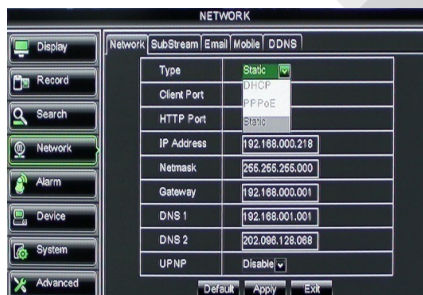 NETWORK
Display
Record
Search
Network
Alarm
Device
System
Advanced
Network SubStream Email Mobile DDNS
Type Static
DHCP
PPPoE
Static
Client Port
HTTP Port
IP Address 192.168.000.218
Netmask 255.255.255.000
Gateway 192.168.000.001
DNS 1 192.168.001.001
DNS 2 202.096.128.068
UPNP Disable
Default Apply Exit